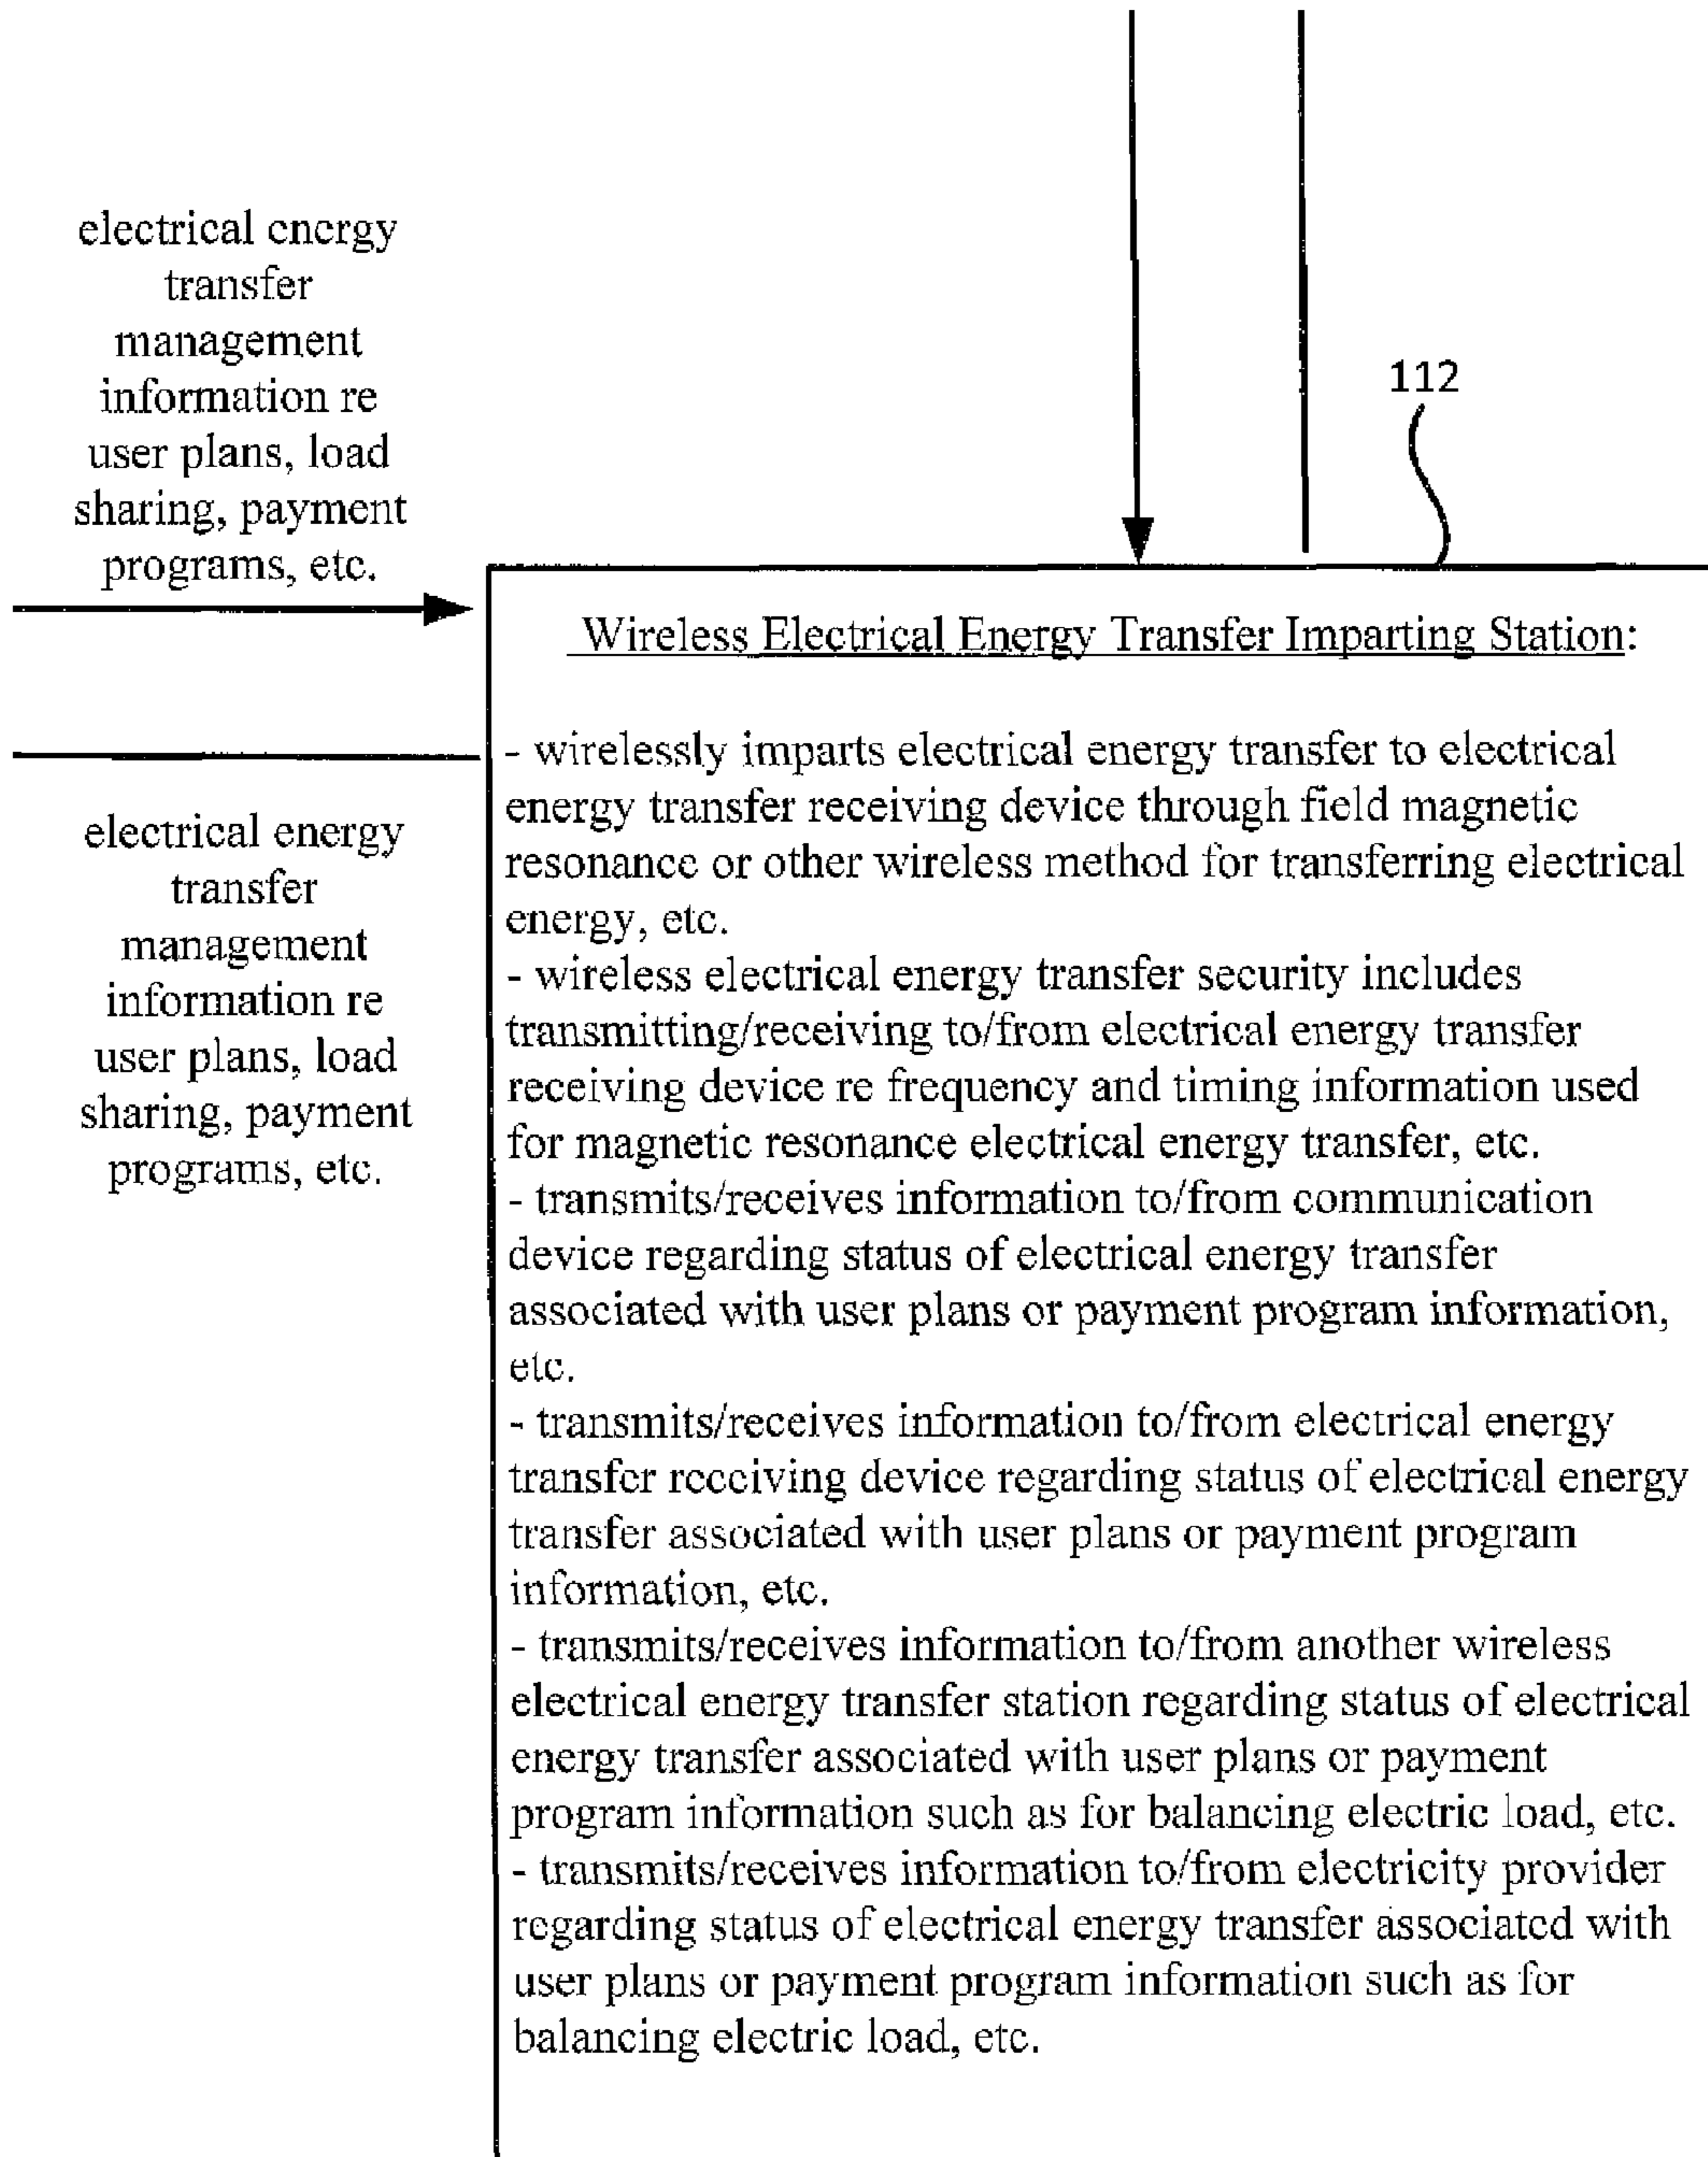 electrical energy
transfer
management
information re
user plans, load
sharing, payment
programs, etc.
112
Wireless Electrical Energy Transfer Imparting Station:
- wirelessly imparts electrical energy transfer to electrical
energy transfer receiving device through field magnetic
resonance or other wireless method for transferring electrical
energy, etc.
- wireless electrical energy transfer security includes
transmitting/receiving to/from electrical energy transfer
receiving device re frequency and timing information used
for magnetic resonance electrical energy transfer, etc.
- transmits/receives information to/from communication
device regarding status of electrical energy transfer
associated with user plans or payment program information,
etc.
- transmits/receives information to/from electrical energy
transfer receiving device regarding status of electrical energy
transfer associated with user plans or payment program
information, etc.
- transmits/receives information to/from another wireless
electrical energy transfer station regarding status of electrical
energy transfer associated with user plans or payment
program information such as for balancing electric load, etc.
- transmits/receives information to/from electricity provider
regarding status of electrical energy transfer associated with
user plans or payment program information such as for
balancing electric load, etc.
electrical energy
transfer
management
information re
user plans, load
sharing, payment
programs, etc.